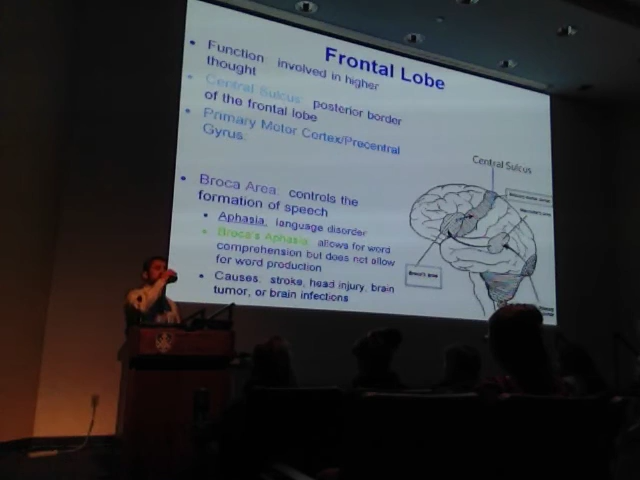 Frontal Lobe
• Function: involved in higher
thought
• Central Sulcus: posterior border
of the frontal lobe
• Primary Motor Cortex/Precentral
Gyrus:
• Broca Area: controls the
formation of speech
• Aphasia: language disorder
• Broca's Aphasia: allows for word
comprehension but does not allow
for word production
• Causes: stroke, head injury, brain
tumor, or brain infections
Central Sulcus
Broca's area